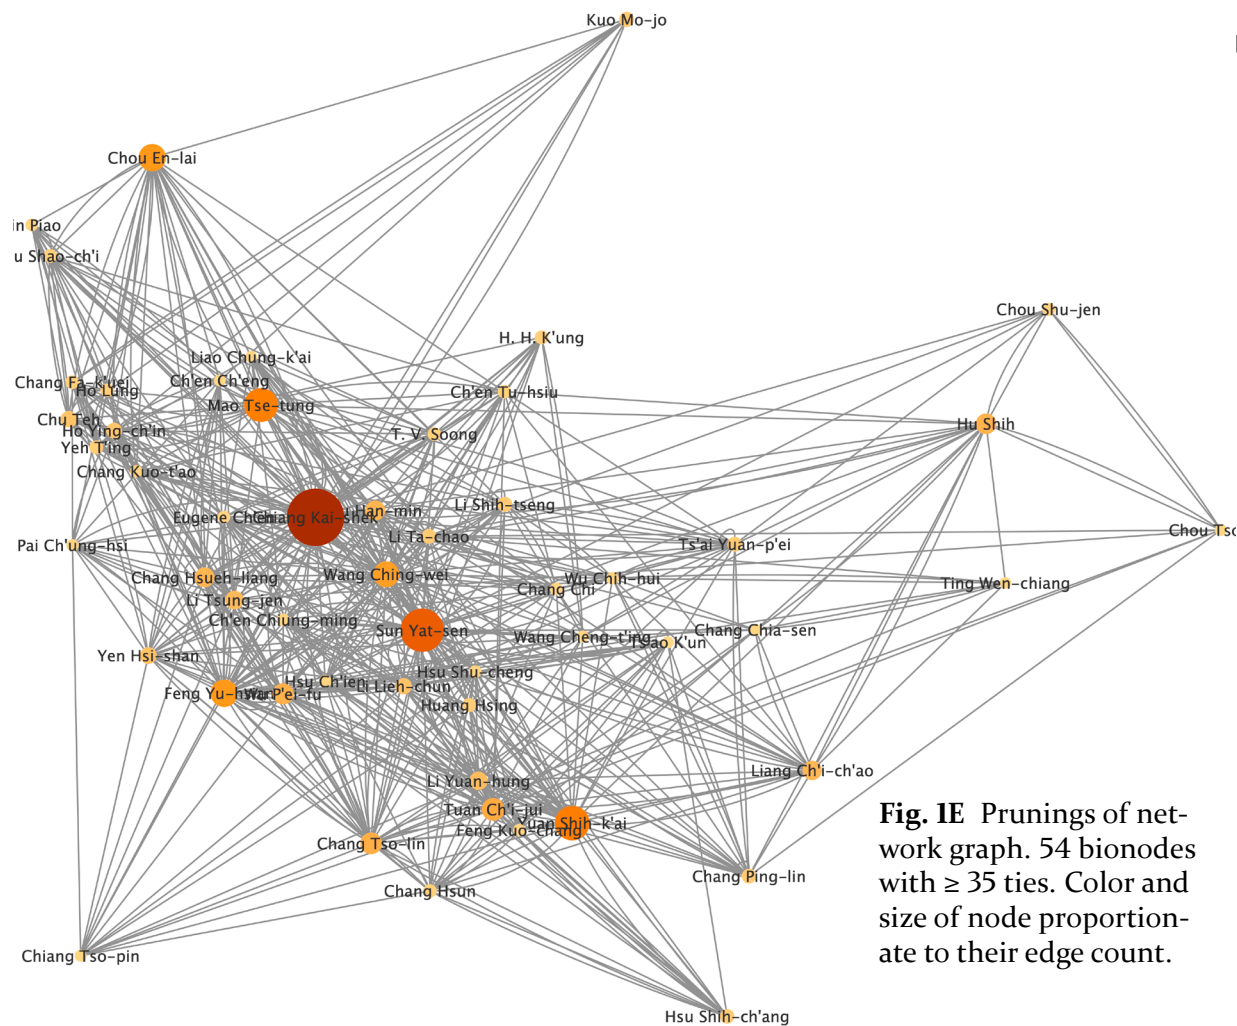 Kuo Mo-jo
Chou En-lai
in Piao
u Shao-ch'i
Chou Shu-jen
H. H. K'ung
Liao Chung-k'ai
Chang Fa-k'uei
Ch'en Ch'eng
Ho Lung
Ch'en Tu-hsiu
Mao Tse-tung
Chu Teh
Hu Shih
Ho Ying-ch'in
T. V. Soong
Yeh T'ing
Chang Kuo-t'ao
Li Shih-tseng
u Han-min
Eugene Ch'en
Chiang Kai-shek
Chou Tso
Li Ta-chao
Pai Ch'ung-hsi
Ts'ai Yuan-p'ei
Chang Hsueh-liang
Wang Ching-wei
Wu Chih-hui
Ting Wen-chiang
Chang Chi
Li Tsung-jen
Ch'en Chiung-ming
Sun Yat-sen
Chang Chia-sen
Wang Cheng-t'ing
Ts'ao K'un
Yen Hsi-shan
Hsu Shu-cheng
Hsu Ch'ien
Li Lieh-chun
Feng Yu-hsiang
Wu P'ei-fu
Huang Hsing
Liang Ch'i-ch'ao
Li Yuan-hung
Tuan Ch'i-jui
Yuan Shih-k'ai
Feng Kuo-chang
Chang Tso-lin
Chang Ping-lin
Chang Hsun
Chiang Tso-pin
Hsu Shih-ch'ang
Fig. 1E Prunings of net-
work graph. 54 bionodes
with ≥ 35 ties. Color and
size of node proportion-
ate to their edge count.